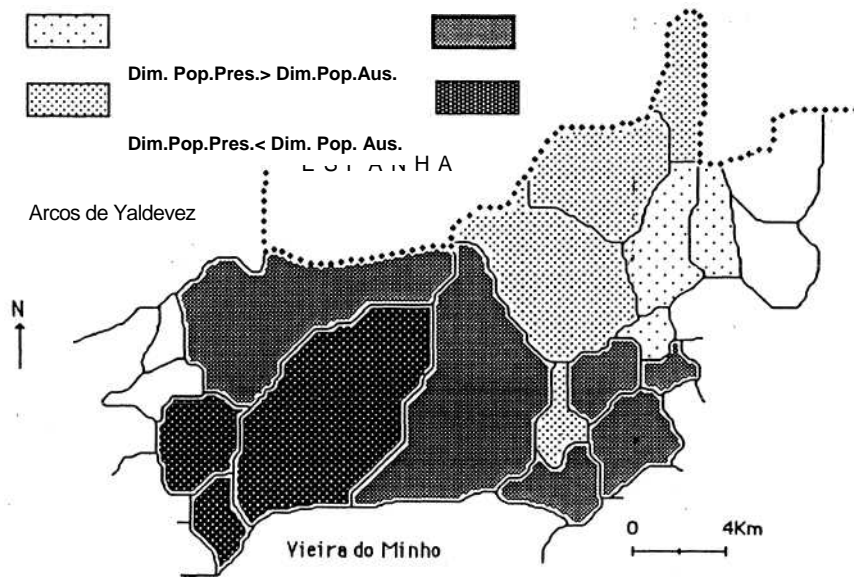 Dim. Pop.Pres.> Dim.Pop.Aus.
Dim.Pop.Pres.< Dim. Pop. Aus.
ESPANHA
Arcos de Yaldevez
N
0 4Km
Vieira do Minho